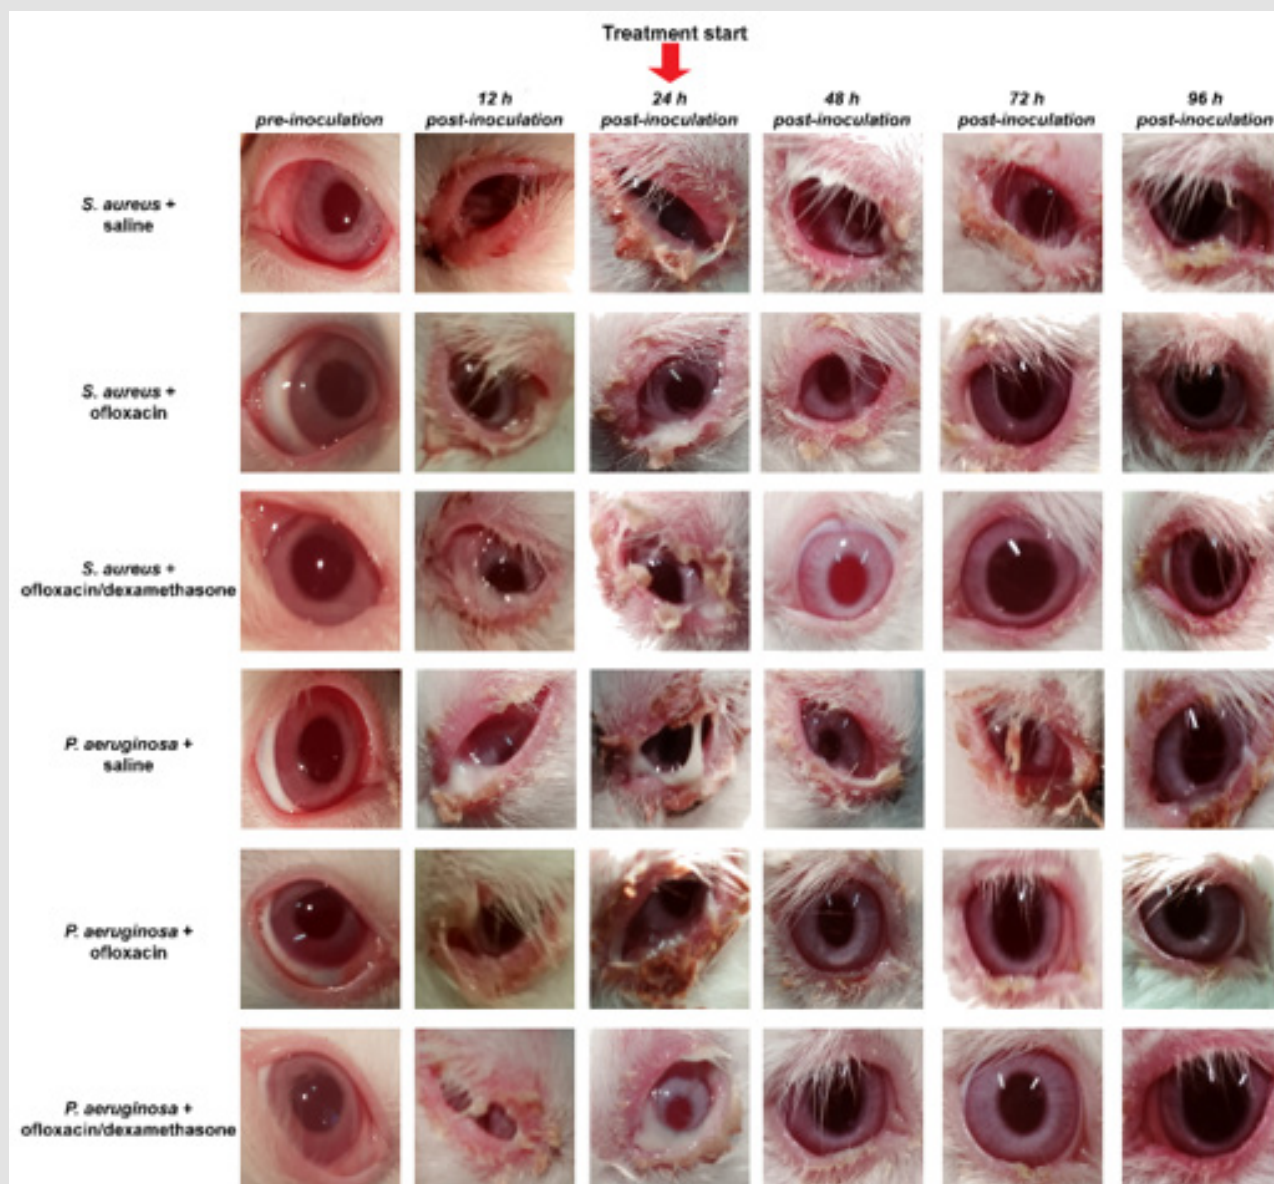 Treatment start
pre-inoculation
12 h
post-inoculation
24 h
post-inoculation
48 h
post-inoculation
72 h
post-inoculation
96 h
post-inoculation
S. aureus +
saline
S. aureus +
ofloxacin
S. aureus +
ofloxacin/dexamethasone
P. aeruginosa +
saline
P. aeruginosa +
ofloxacin
P. aeruginosa +
ofloxacin/dexamethasone